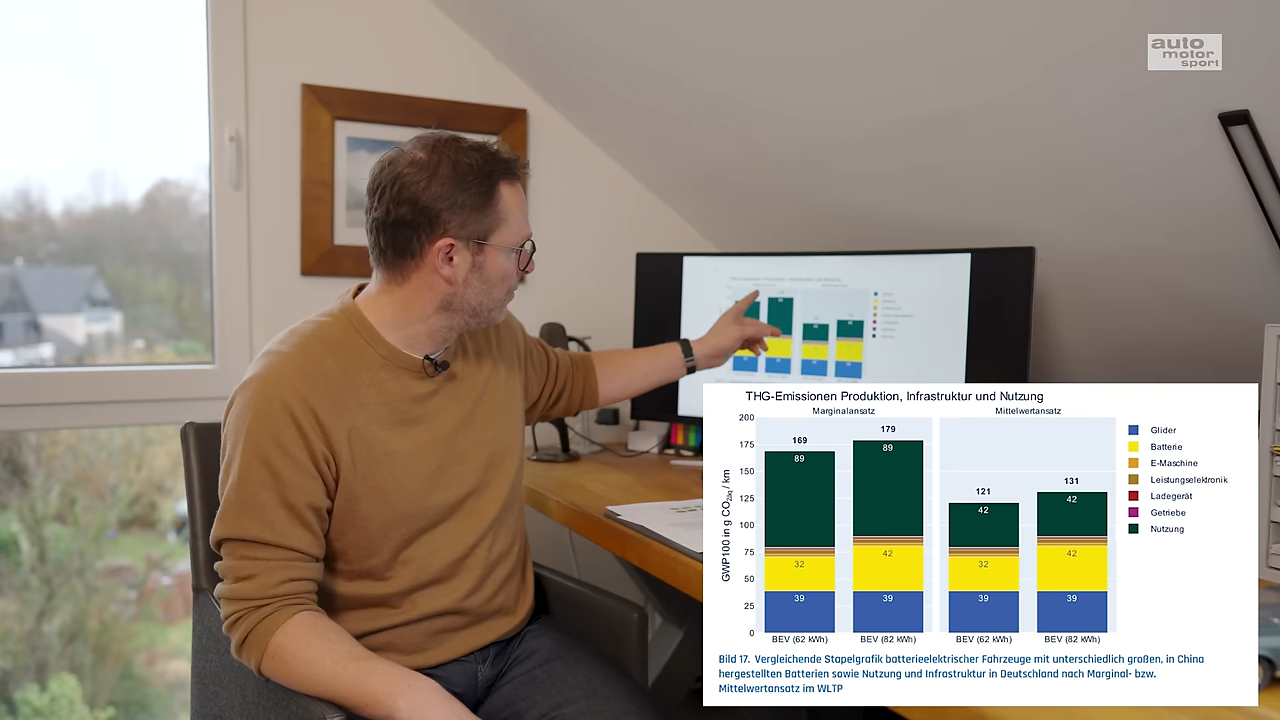 auto
motor
sport
THG-Emissionen Produktion, Infrastruktur und Nutzung
Marginalansatz
Mittelwertansatz
GWP100 in g CO2äq / km
200
175
150
125
100
75
50
25
0
169
89
32
39
179
89
42
39
121
42
32
39
131
42
42
39
BEV (62 kWh)
BEV (82 kWh)
BEV (62 kWh)
BEV (82 kWh)
Glider
Batterie
E-Maschine
Leistungselektronik
Ladegerät
Getriebe
Nutzung
Bild 17. Vergleichende Stapelgrafik batterieelektrischer Fahrzeuge mit unterschiedlich großen, in China
hergestellten Batterien sowie Nutzung und Infrastruktur in Deutschland nach Marginal- bzw.
Mittelwertansatz im WLTP